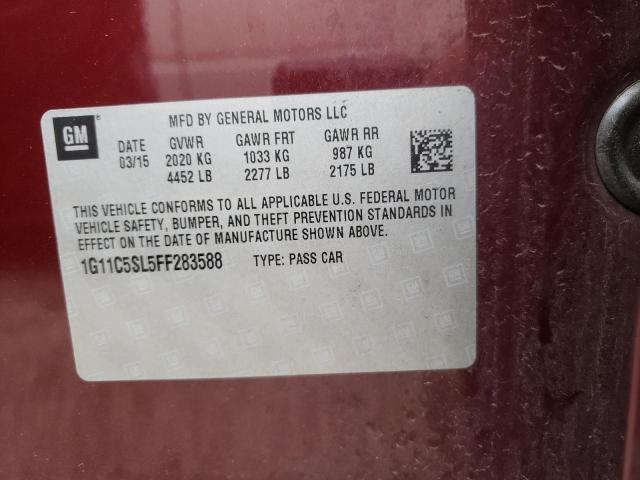 MFD BY GENERAL MOTORS LLC
GM®
DATE GVWR GAWR FRT GAWR RR
03/15 2020 KG 1033 KG 987 KG
4452 LB 2277 LB 2175 LB
THIS VEHICLE CONFORMS TO ALL APPLICABLE U.S. FEDERAL MOTOR
VEHICLE SAFETY, BUMPER, AND THEFT PREVENTION STANDARDS IN
EFFECT ON THE DATE OF MANUFACTURE SHOWN ABOVE.
1G11C5SL5FF283588 TYPE: PASS CAR